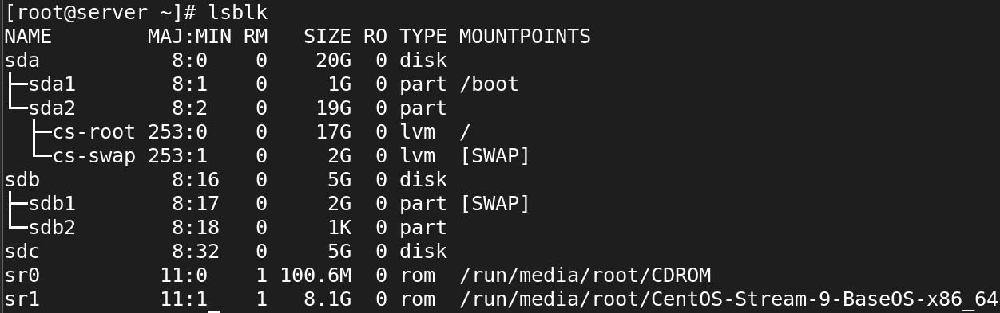 [root@server ~]# lsblk
NAME        MAJ:MIN RM   SIZE RO TYPE MOUNTPOINTS
sda           8:0    0    20G  0 disk
├─sda1        8:1    0     1G  0 part /boot
└─sda2        8:2    0    19G  0 part
  ├─cs-root 253:0    0    17G  0 lvm  /
  └─cs-swap 253:1    0     2G  0 lvm  [SWAP]
sdb           8:16   0     5G  0 disk
├─sdb1        8:17   0     2G  0 part [SWAP]
└─sdb2        8:18   0     1K  0 part
sdc           8:32   0     5G  0 disk
sr0          11:0    1 100.6M  0 rom  /run/media/root/CDROM
sr1          11:1    1   8.1G  0 rom  /run/media/root/CentOS-Stream-9-BaseOS-x86_64